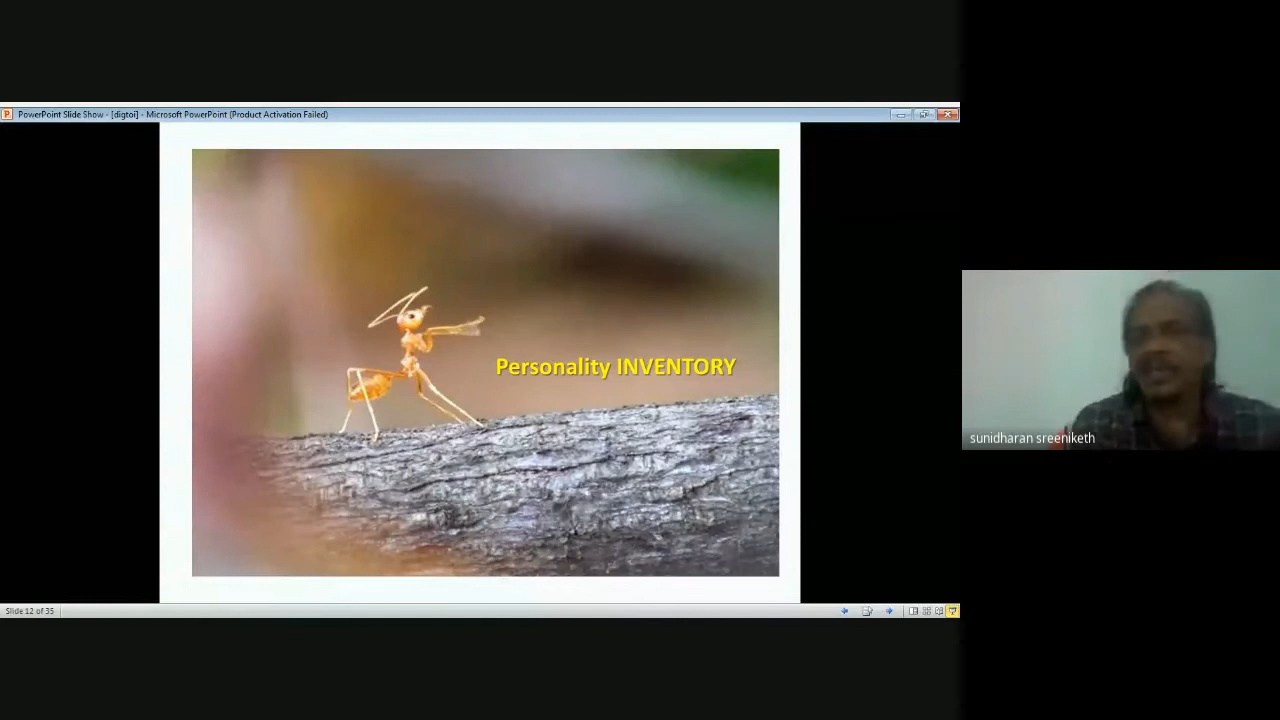 PowerPoint Slide Show - [digtoi] - Microsoft PowerPoint (Product Activation Failed)
Personality INVENTORY
sunidharan sreeniketh
Slide 12 of 35